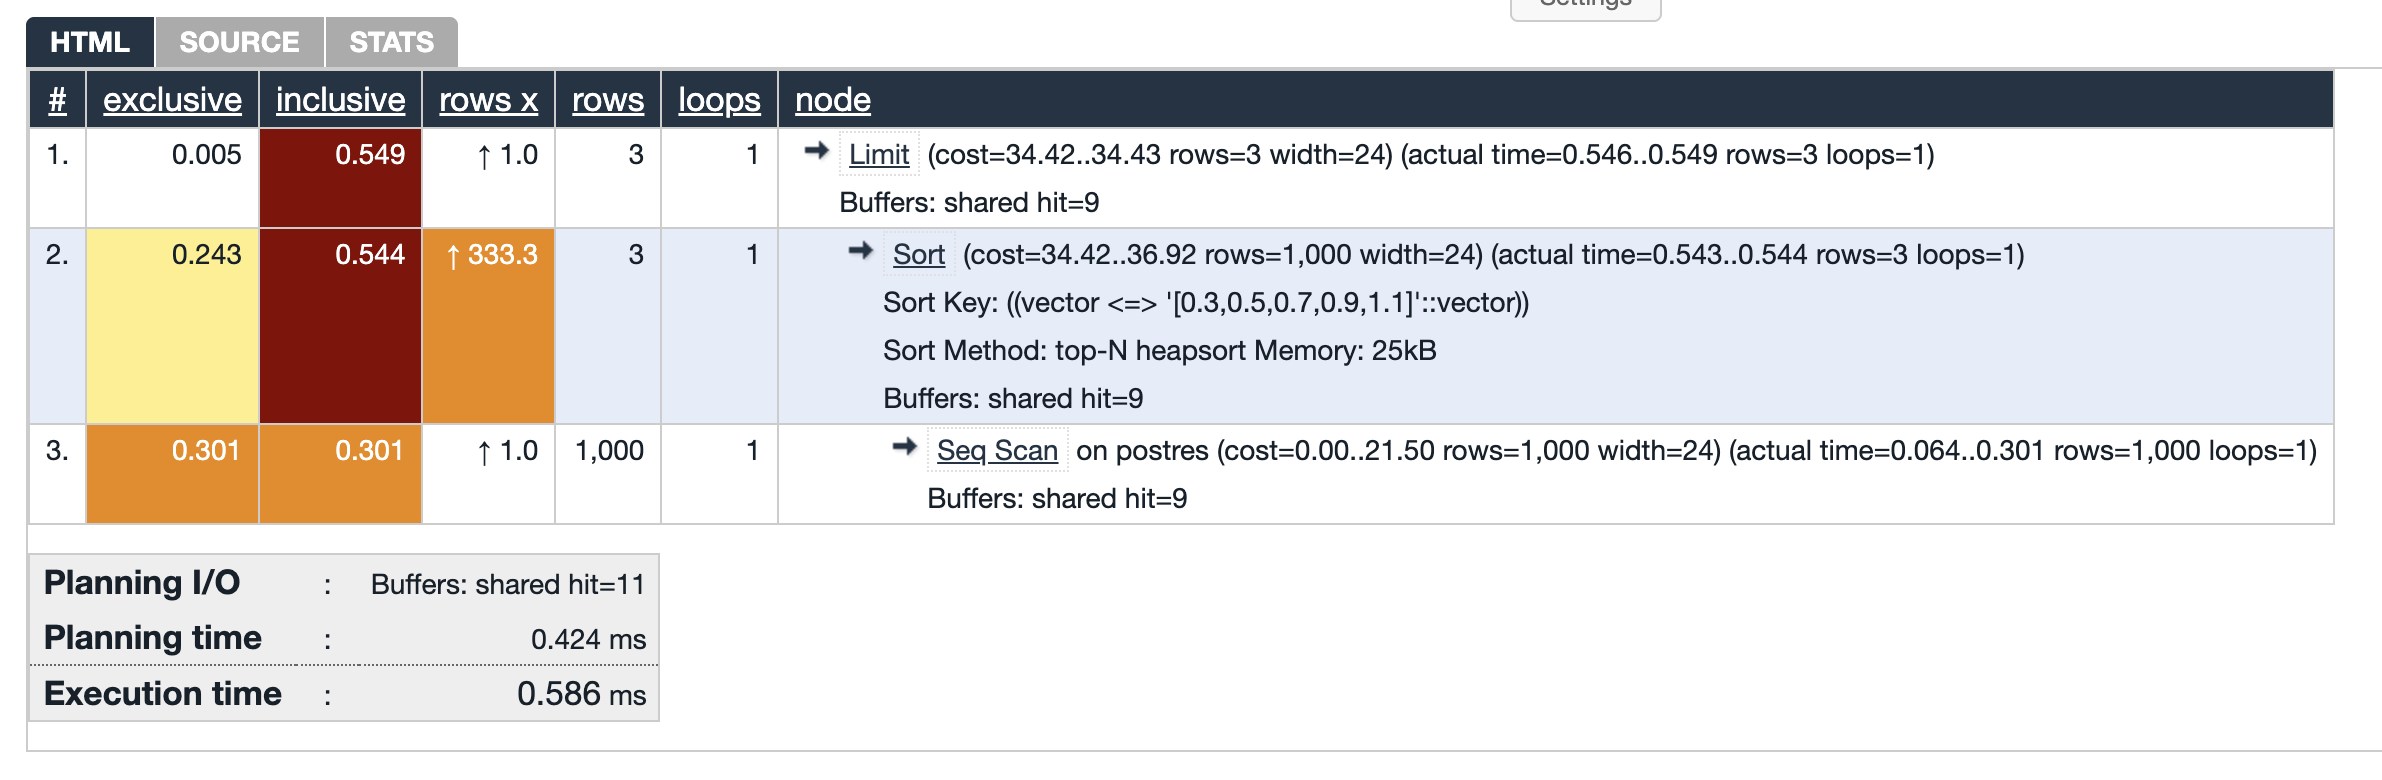 Settings
HTML SOURCE STATS
# exclusive inclusive rows x rows loops node
1. 0.005 0.549 ↑ 1.0 3 1 ➞ Limit (cost=34.42..34.43 rows=3 width=24) (actual time=0.546..0.549 rows=3 loops=1)
Buffers: shared hit=9
2. 0.243 0.544 ↑ 333.3 3 1 ➞ Sort (cost=34.42..36.92 rows=1,000 width=24) (actual time=0.543..0.544 rows=3 loops=1)
Sort Key: ((vector <=> '[0.3,0.5,0.7,0.9,1.1]'::vector))
Sort Method: top-N heapsort Memory: 25kB
Buffers: shared hit=9
3. 0.301 0.301 ↑ 1.0 1,000 1 ➞ Seq Scan on postres (cost=0.00..21.50 rows=1,000 width=24) (actual time=0.064..0.301 rows=1,000 loops=1)
Buffers: shared hit=9
Planning I/O : Buffers: shared hit=11
Planning time : 0.424 ms
Execution time : 0.586 ms